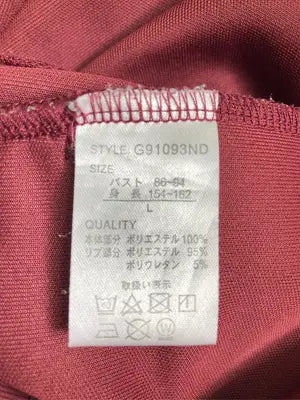 STYLE: G91093ND
SIZE
バスト 86-94
身 長 154-162
L
QUALITY
本体部分 ポリエステル 100%
リブ部分 ポリエステル 95%
ポリウレタン 5%
取扱い表示